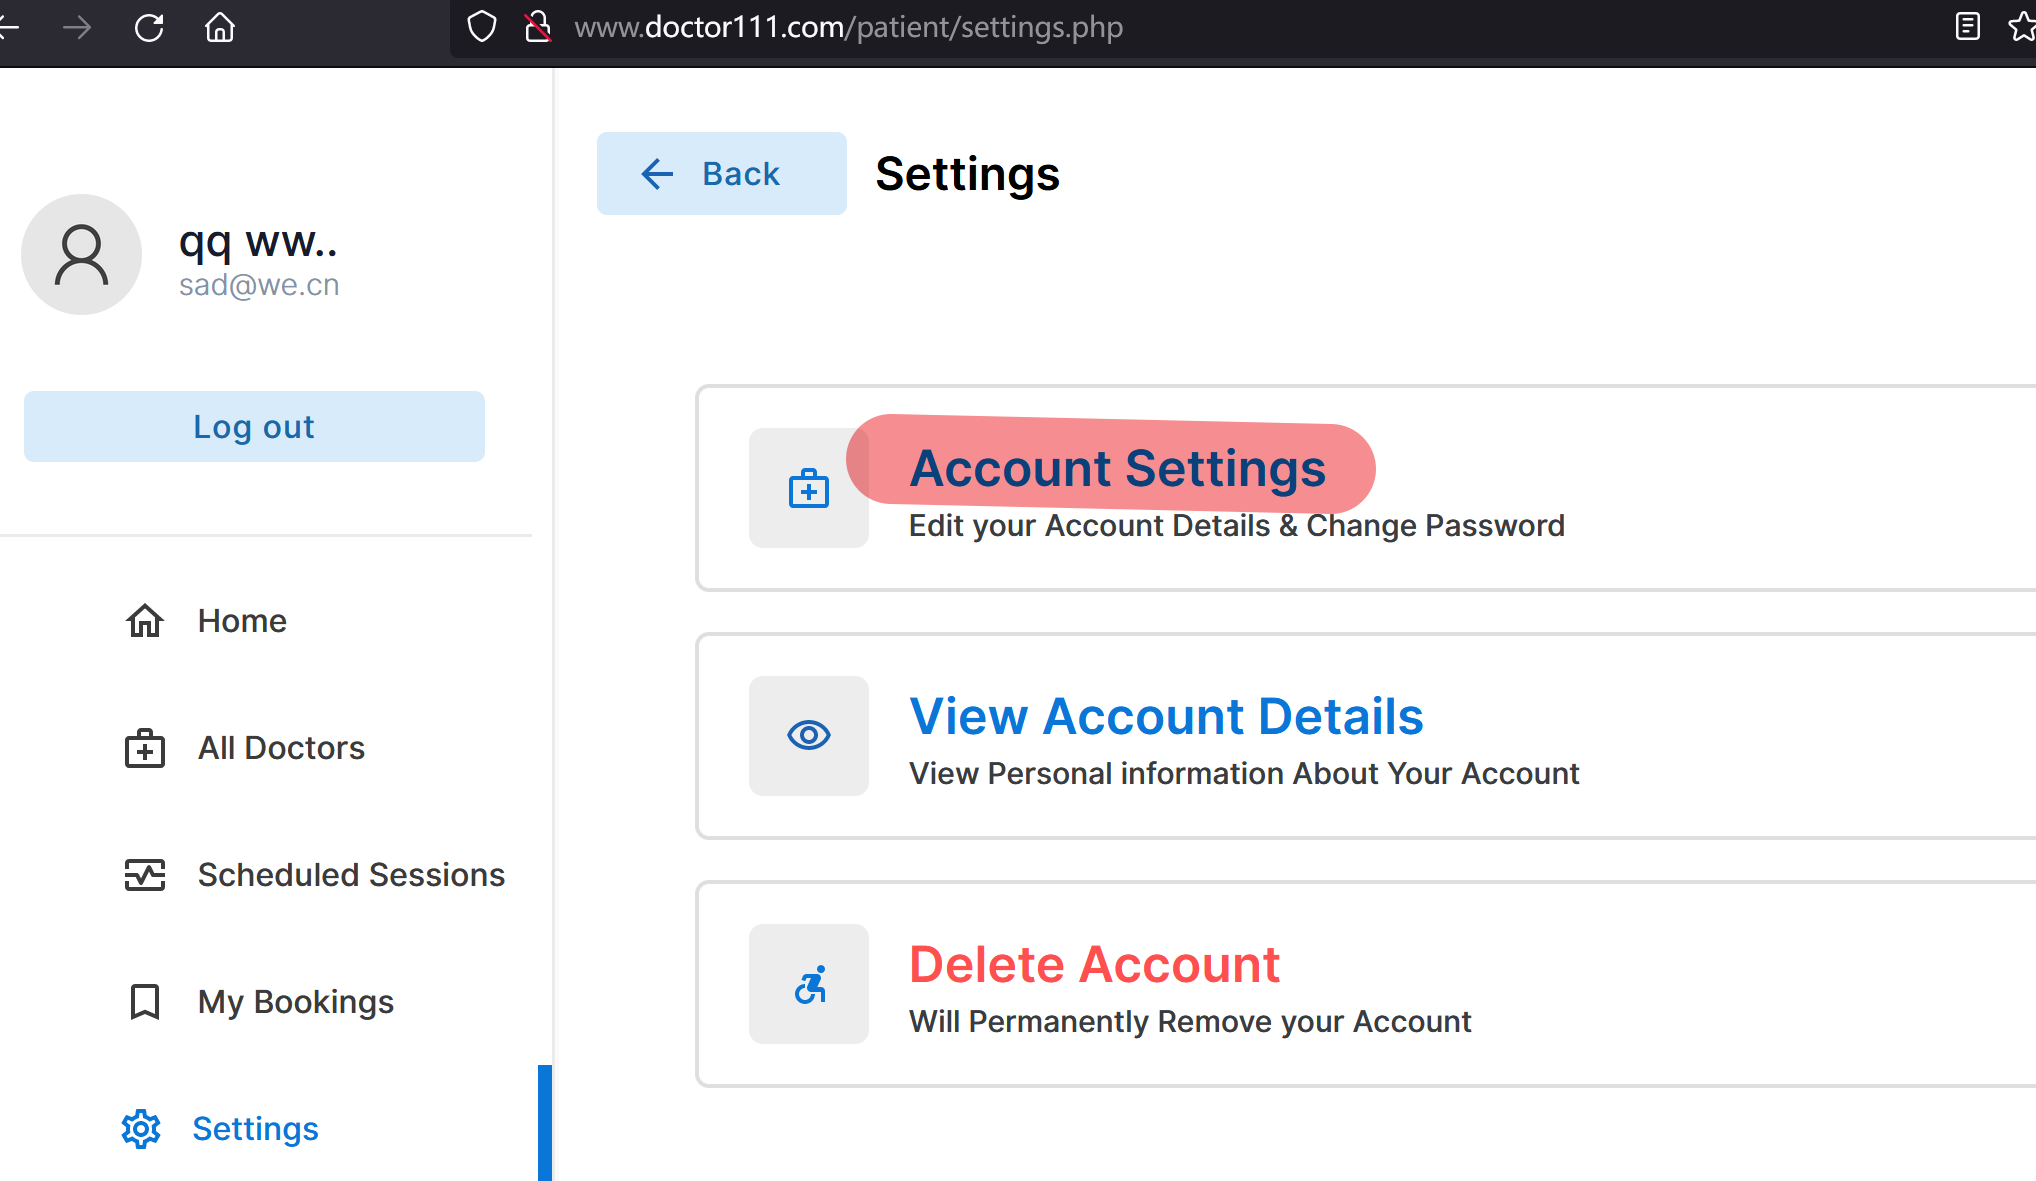 www.doctor111.com/patient/settings.php
Back
Settings
qq ww..
sad@we.cn
Log out
Home
All Doctors
Scheduled Sessions
My Bookings
Settings
Account Settings
Edit your Account Details & Change Password
View Account Details
View Personal information About Your Account
Delete Account
Will Permanently Remove your Account